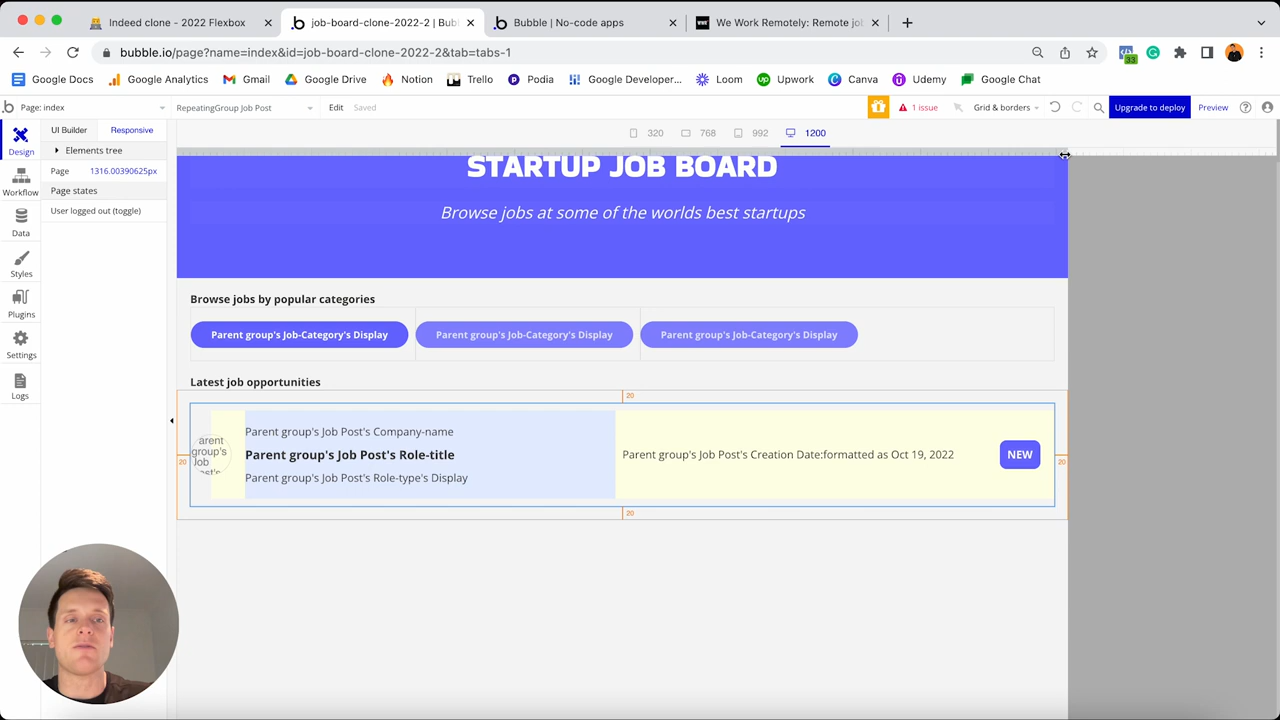 Indeed clone - 2022 Flexbox
job-board-clone-2022-2 | Bubl
Bubble | No-code apps
We Work Remotely: Remote jo
bubble.io/page?name=index&id=job-board-clone-2022-2&tab=tabs-1
33
Google Docs
Google Analytics
Gmail
Google Drive
Notion
Trello
Podia
Google Developer...
Loom
Upwork
Canva
Udemy
Google Chat
Page: index
RepeatingGroup Job Post
Edit
Saved
1 issue
Grid & borders
Upgrade to deploy
Preview
Design
Workflow
Data
Styles
Plugins
Settings
Logs
UI Builder
Responsive
Elements tree
Page 1316.00390625px
Page states
User logged out (toggle)
320
768
992
1200
STARTUP JOB BOARD
Browse jobs at some of the worlds best startups
Browse jobs by popular categories
Parent group's Job-Category's Display
Parent group's Job-Category's Display
Parent group's Job-Category's Display
Latest job opportunities
20
20
20
20
arent
group's
Job
Parent group's Job Post's Company-name
Parent group's Job Post's Role-title
Parent group's Job Post's Role-type's Display
Parent group's Job Post's Creation Date:formatted as Oct 19, 2022
NEW